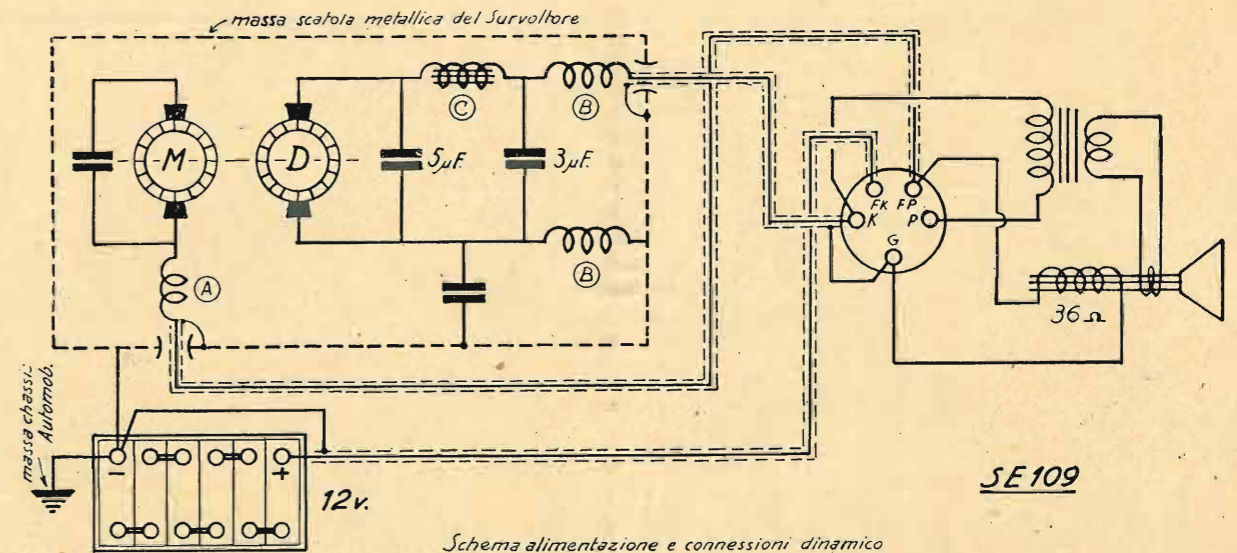 massa scatola metallica del Survoltore
M
D
C
B
5µF.
3µF.
A
B
FK
FP
K
P
G
36 Ω
massa chassi
Automob.
-
+
12v.
SE 109
Schema alimentazione e connessioni dinamico